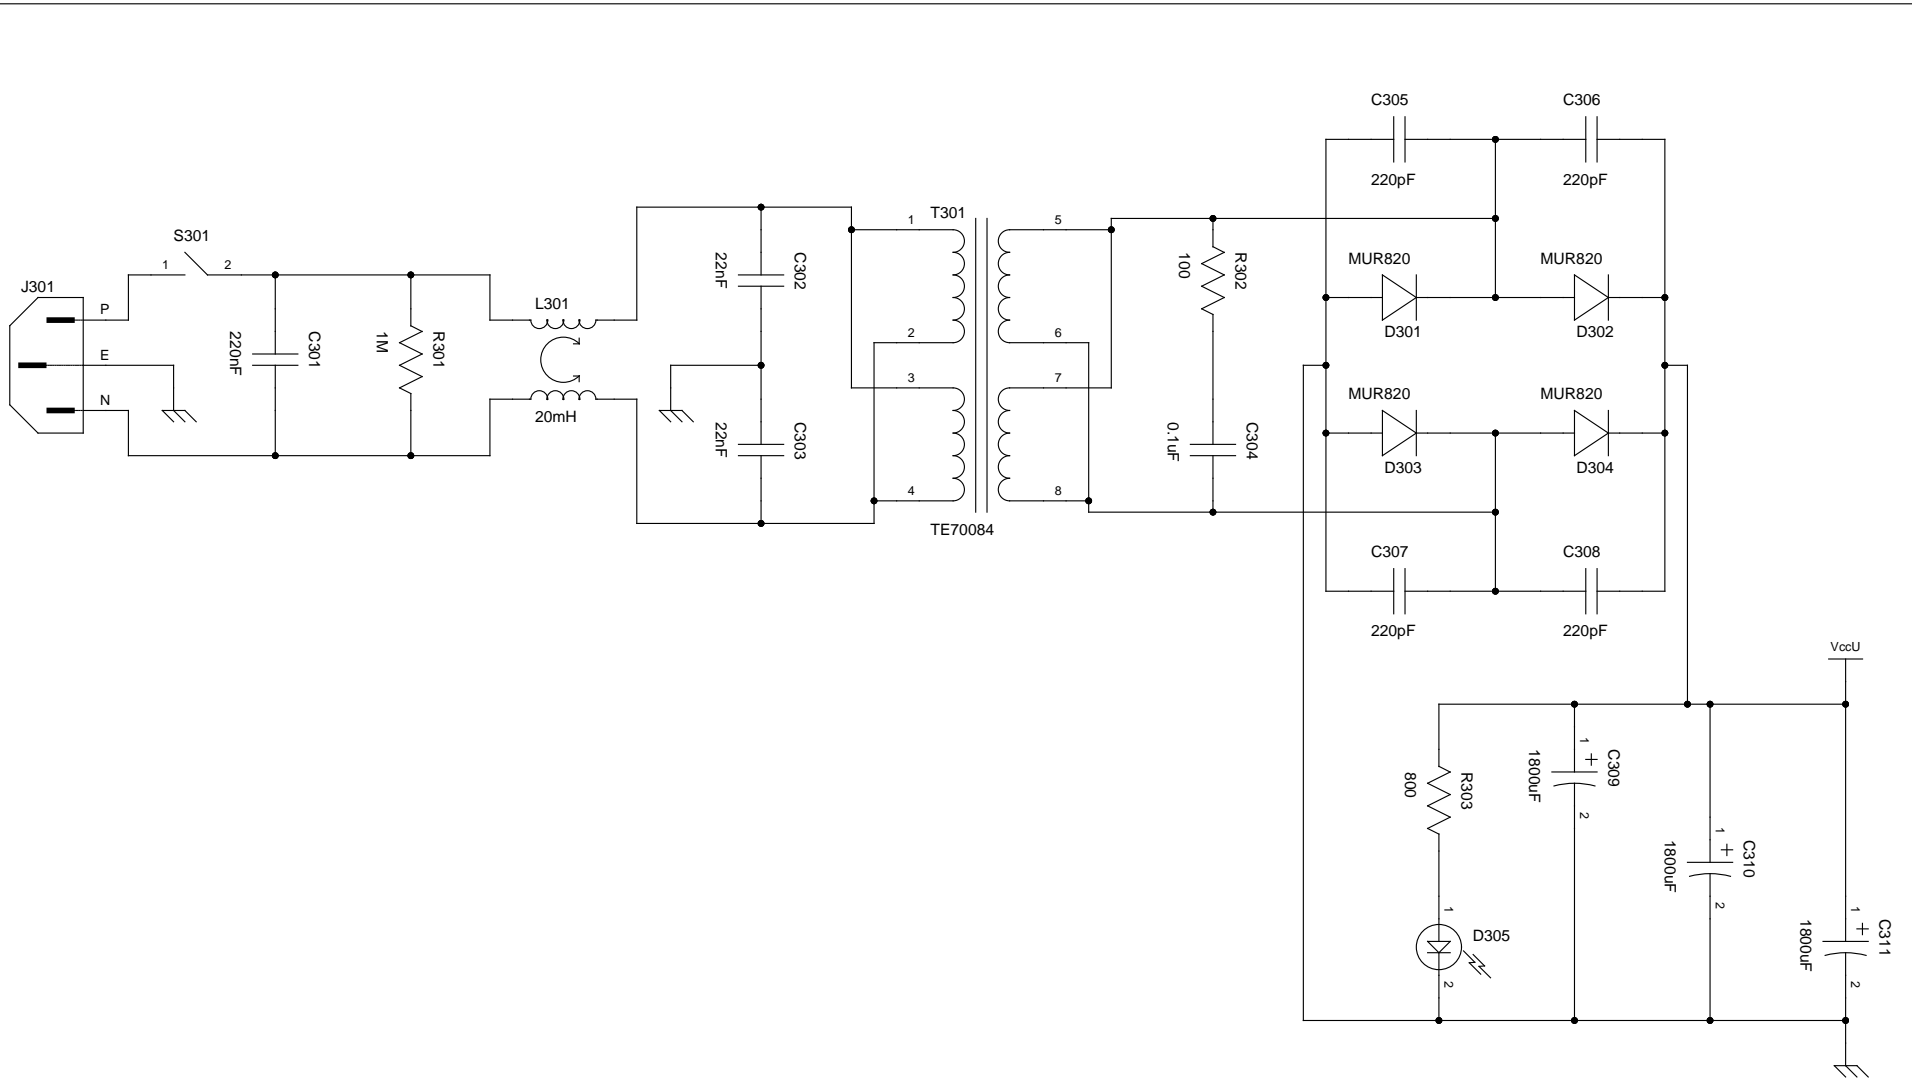 J301
P
E
N
S301
1
2
C301
220nF
R301
1M
L301
20mH
C302
22nF
C303
22nF
T301
1
2
3
4
5
6
7
8
TE70084
R302
100
C304
0.1uF
C305
220pF
C306
220pF
MUR820
D301
MUR820
D302
MUR820
D303
MUR820
D304
C307
220pF
C308
220pF
VccU
R303
800
1
D305
2
1
+
C309
1800uF
2
1
+
C310
1800uF
2
1
+
C311
1800uF
2